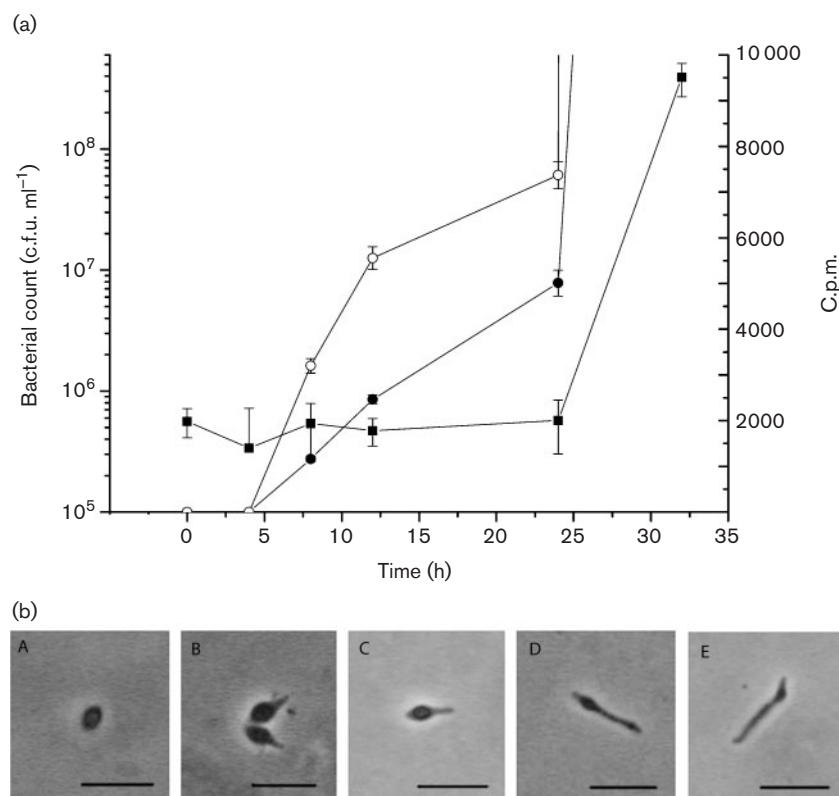 (a)
10 000
10⁸
8000
10⁷
6000
4000
10⁶
2000
10⁵
Bacterial count (c.f.u. ml⁻¹)
C.p.m.
0 5 10 15 20 25 30 35
Time (h)
(b)
A B C D E